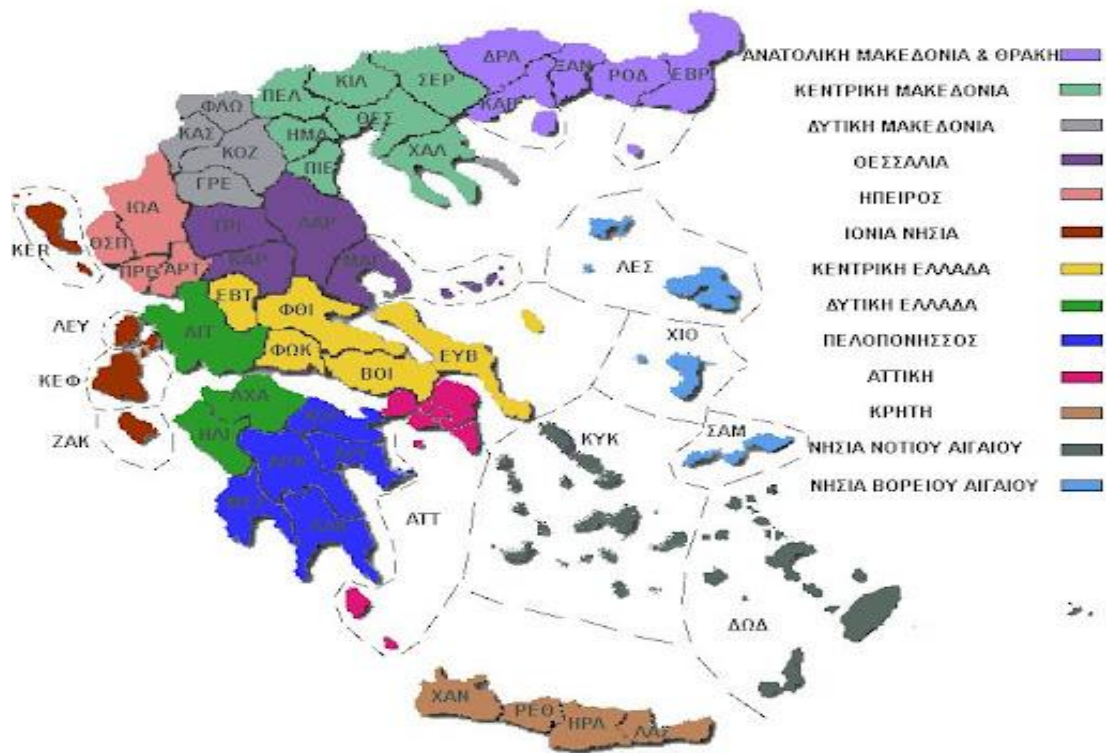 ΑΝΑΤΟΛΙΚΗ ΜΑΚΕΔΟΝΙΑ & ΘΡΑΚΗ
ΚΕΝΤΡΙΚΗ ΜΑΚΕΔΟΝΙΑ
ΔΥΤΙΚΗ ΜΑΚΕΔΟΝΙΑ
ΘΕΣΣΑΛΙΑ
ΗΠΕΙΡΟΣ
ΙΟΝΙΑ ΝΗΣΙΑ
ΚΕΝΤΡΙΚΗ ΕΛΛΑΔΑ
ΔΥΤΙΚΗ ΕΛΛΑΔΑ
ΠΕΛΟΠΟΝΗΣΣΟΣ
ΑΤΤΙΚΗ
ΚΡΗΤΗ
ΝΗΣΙΑ ΝΟΤΙΟΥ ΑΙΓΑΙΟΥ
ΝΗΣΙΑ ΒΟΡΕΙΟΥ ΑΙΓΑΙΟΥ
ΔΡΑ
ΞΑΝ
ΡΟΔ
ΕΒΡ
ΚΑΒ
ΣΕΡ
ΚΙΛ
ΠΕΛ
ΘΕΣ
ΗΜΑ
ΧΑΛ
ΠΙΕ
ΦΛΩ
ΚΑΣ
ΚΟΖ
ΓΡΕ
ΙΩΑ
ΘΣΠ
ΠΡΕ
ΑΡΤ
ΤΡΙ
ΛΑΡ
ΚΑΡ
ΜΑΓ
ΚΕR
ΛΕΥ
ΚΕΦ
ΖΑΚ
ΕΒΤ
ΦΘΙ
ΦΩΚ
ΒΟΙ
ΕΥΒ
ΑΙΤ
ΑΧΑ
ΗΛΙ
ΛΕΣ
ΧΙΟ
ΣΑΜ
ΚΥΚ
ΑΤΤ
ΔΩΔ
ΧΑΝ
ΡΕΘ
ΗΡΑ
ΛΑΣ